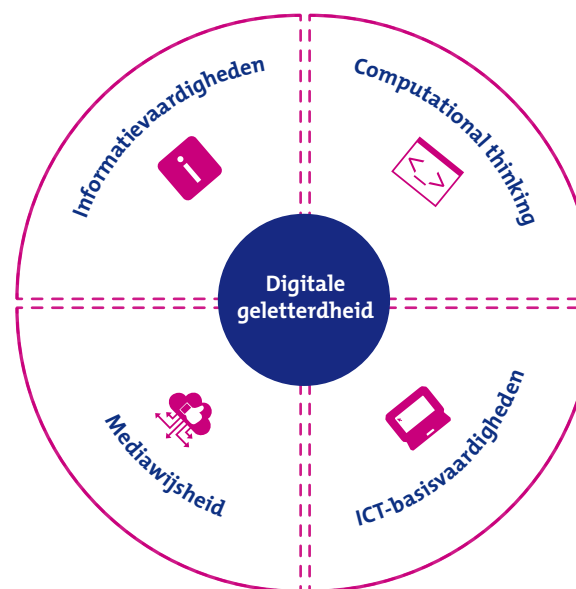 Informatievaardigheden
Computational thinking
Digitale
geletterdheid
Mediawijsheid
ICT-basisvaardigheden